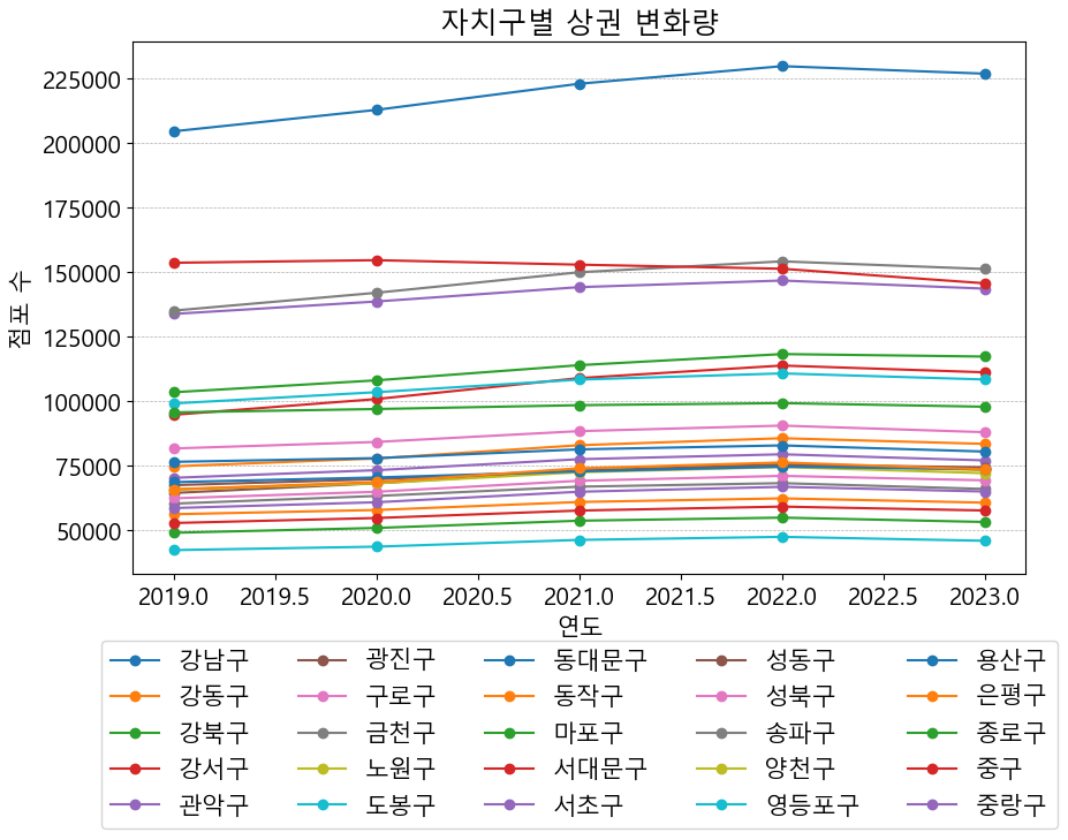 자치구별 상권 변화량
225000
200000
175000
150000
125000
100000
75000
50000
점포 수
2019.0 2019.5 2020.0 2020.5 2021.0 2021.5 2022.0 2022.5 2023.0
연도
강남구 광진구 동대문구 성동구 용산구
강동구 구로구 동작구 성북구 은평구
강북구 금천구 마포구 송파구 종로구
강서구 노원구 서대문구 양천구 중구
관악구 도봉구 서초구 영등포구 중랑구